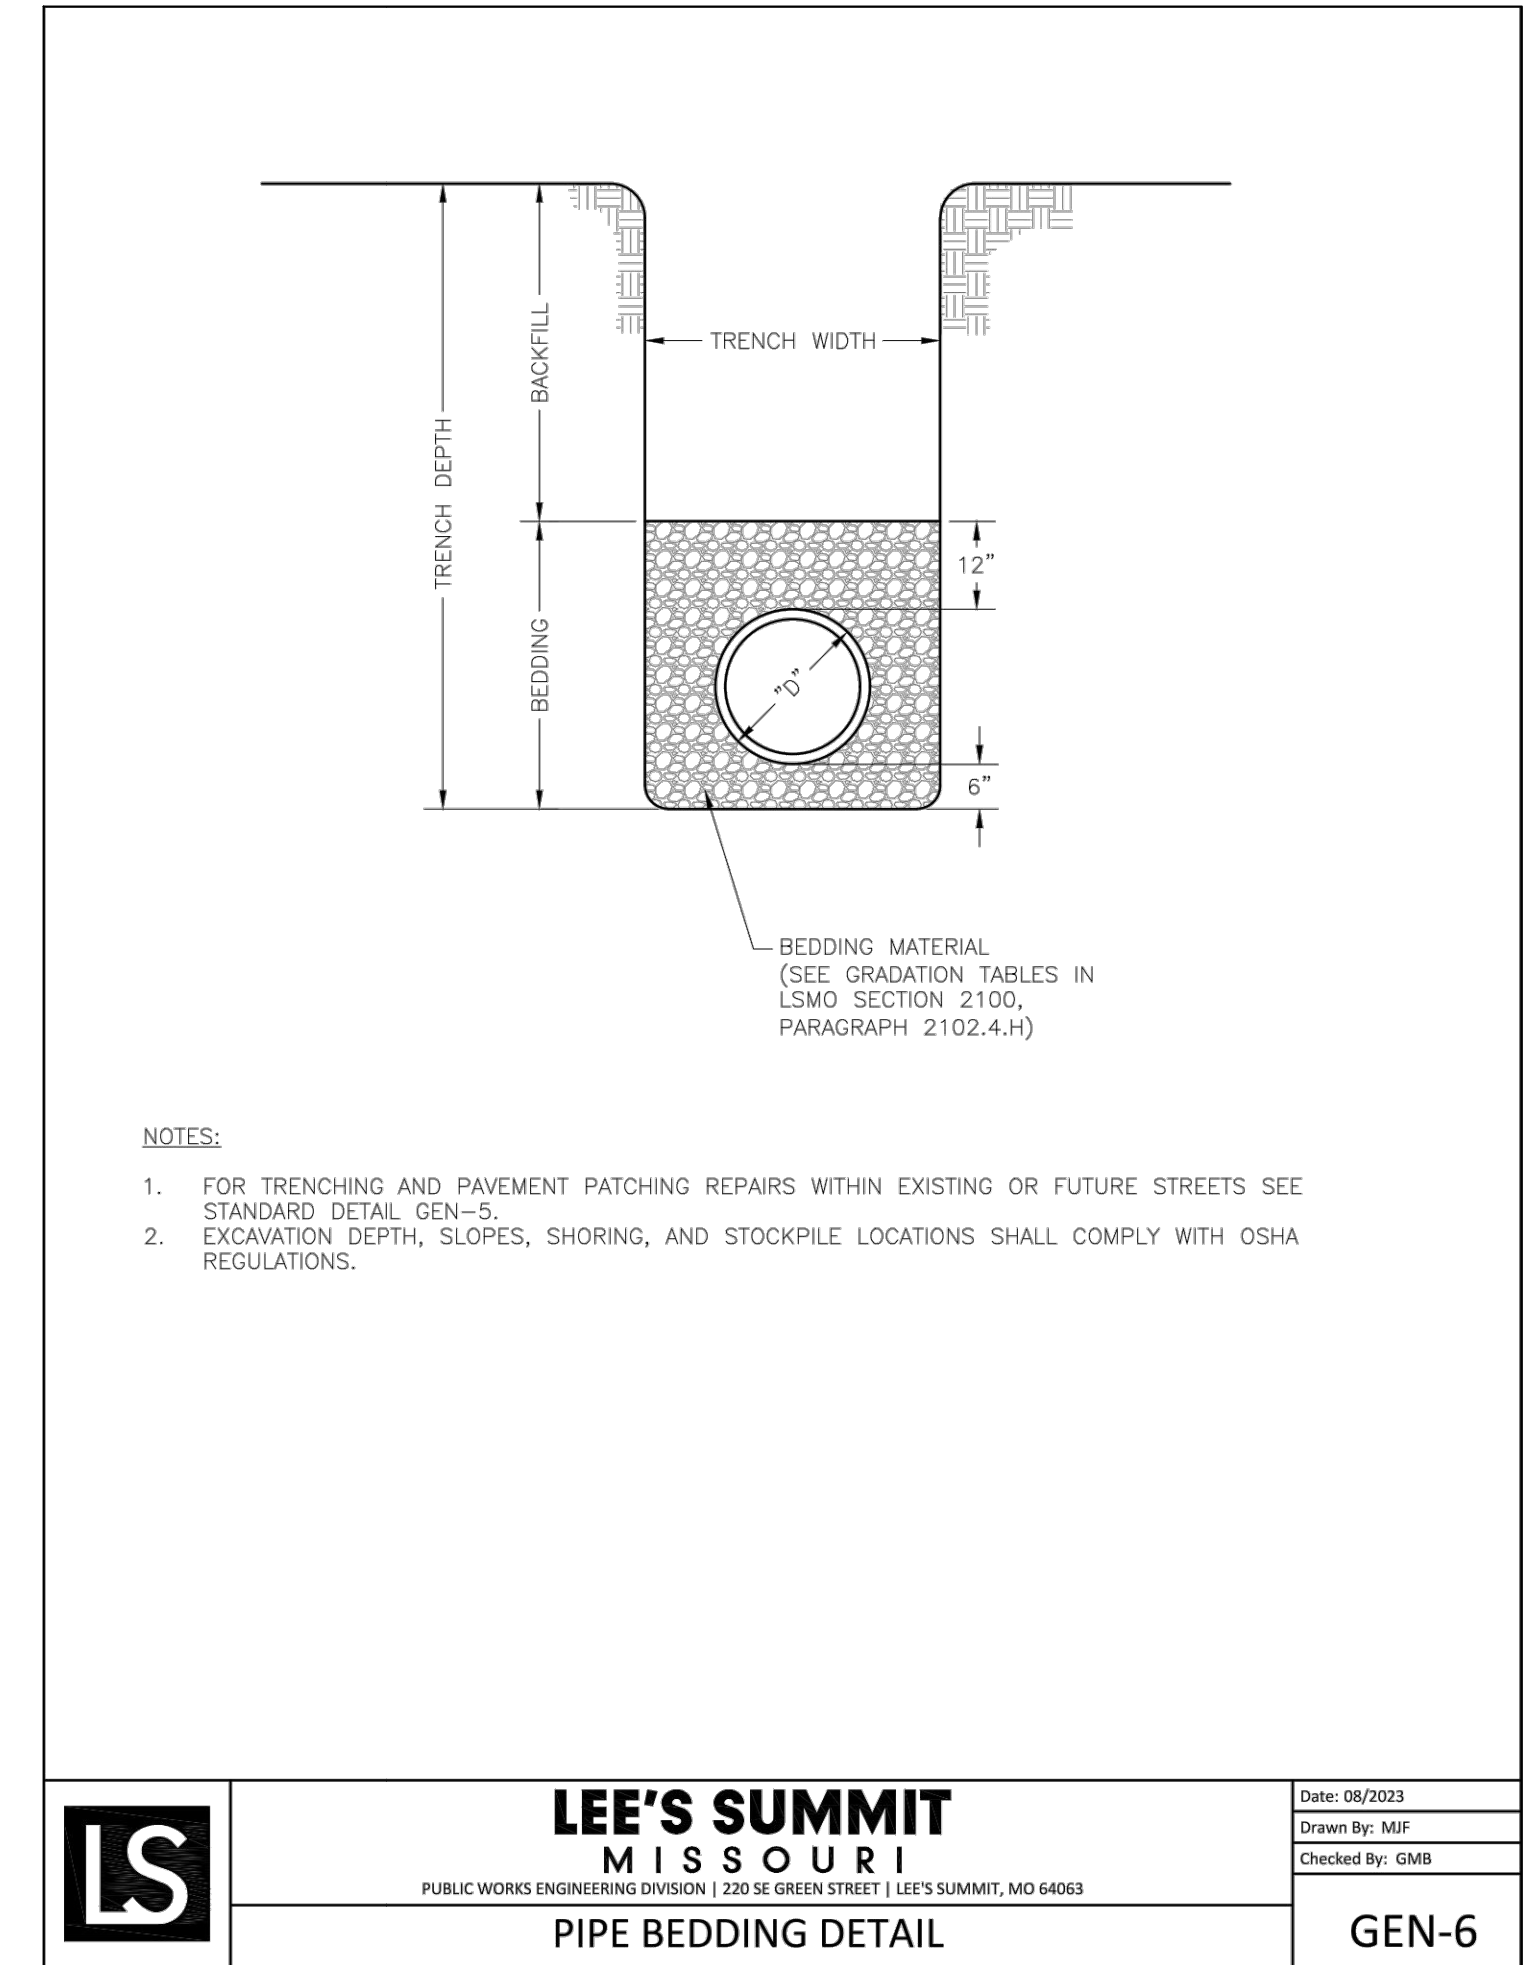 TRENCH DEPTH
BACKFILL
BEDDING
TRENCH WIDTH
12”
”D”
6”
BEDDING MATERIAL
(SEE GRADATION TABLES IN
LSMO SECTION 2100,
PARAGRAPH 2102.4.H)
NOTES:
1. FOR TRENCHING AND PAVEMENT PATCHING REPAIRS WITHIN EXISTING OR FUTURE STREETS SEE
STANDARD DETAIL GEN–5.
2. EXCAVATION DEPTH, SLOPES, SHORING, AND STOCKPILE LOCATIONS SHALL COMPLY WITH OSHA
REGULATIONS.
LS
LEE'S SUMMIT
MISSOURI
PUBLIC WORKS ENGINEERING DIVISION | 220 SE GREEN STREET | LEE'S SUMMIT, MO 64063
PIPE BEDDING DETAIL
Date: 08/2023
Drawn By: MJF
Checked By: GMB
GEN-6